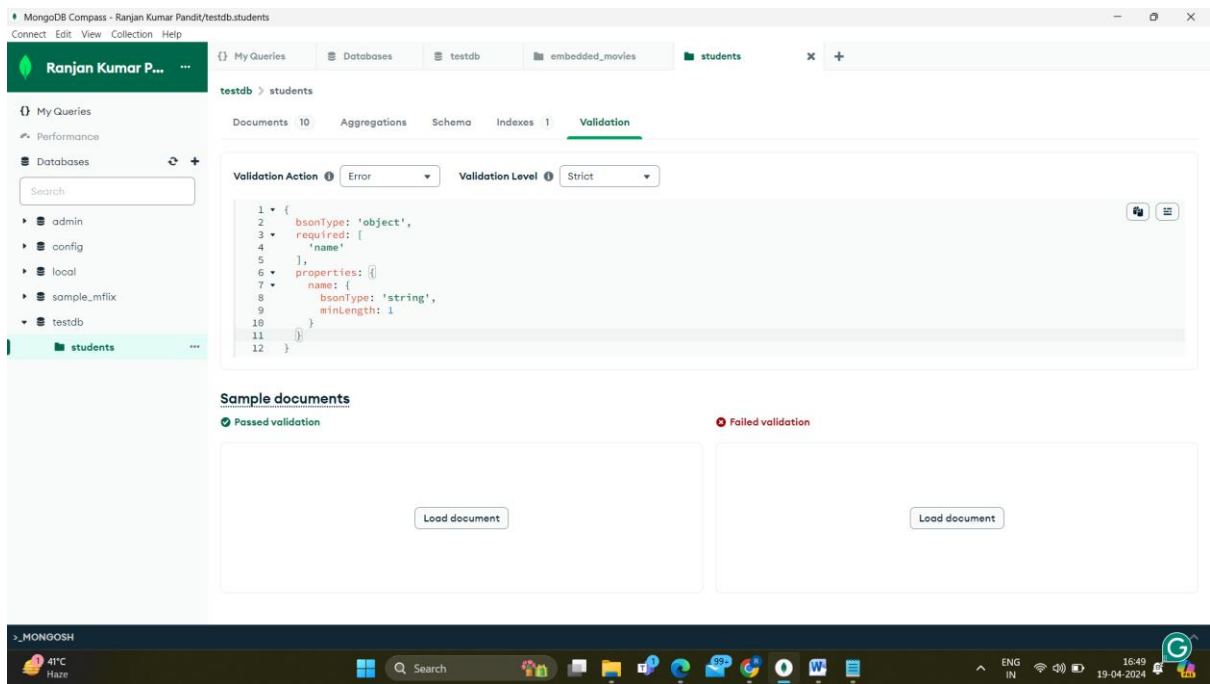 MongoDB Compass - Ranjan Kumar Pandit/testdb.students
Connect Edit View Collection Help
Ranjan Kumar P... ...
{} My Queries
Databases
testdb
embedded_movies
students
testdb > students
My Queries
Performance
Databases
Search
admin
config
local
sample_mflix
testdb
students
Documents 10 Aggregations Schema Indexes 1 Validation
Validation Action Error Validation Level Strict
1 {
2 bsonType: 'object',
3 required: [
4 'name'
5 ],
6 properties: {
7 name: {
8 bsonType: 'string',
9 minLength: 1
10 }
11 }
12 }
Sample documents
Passed validation
Failed validation
Load document
Load document
>_MONGOSH
1
41°C
Haze
Search
99+
ENG
IN
16:49
19-04-2024